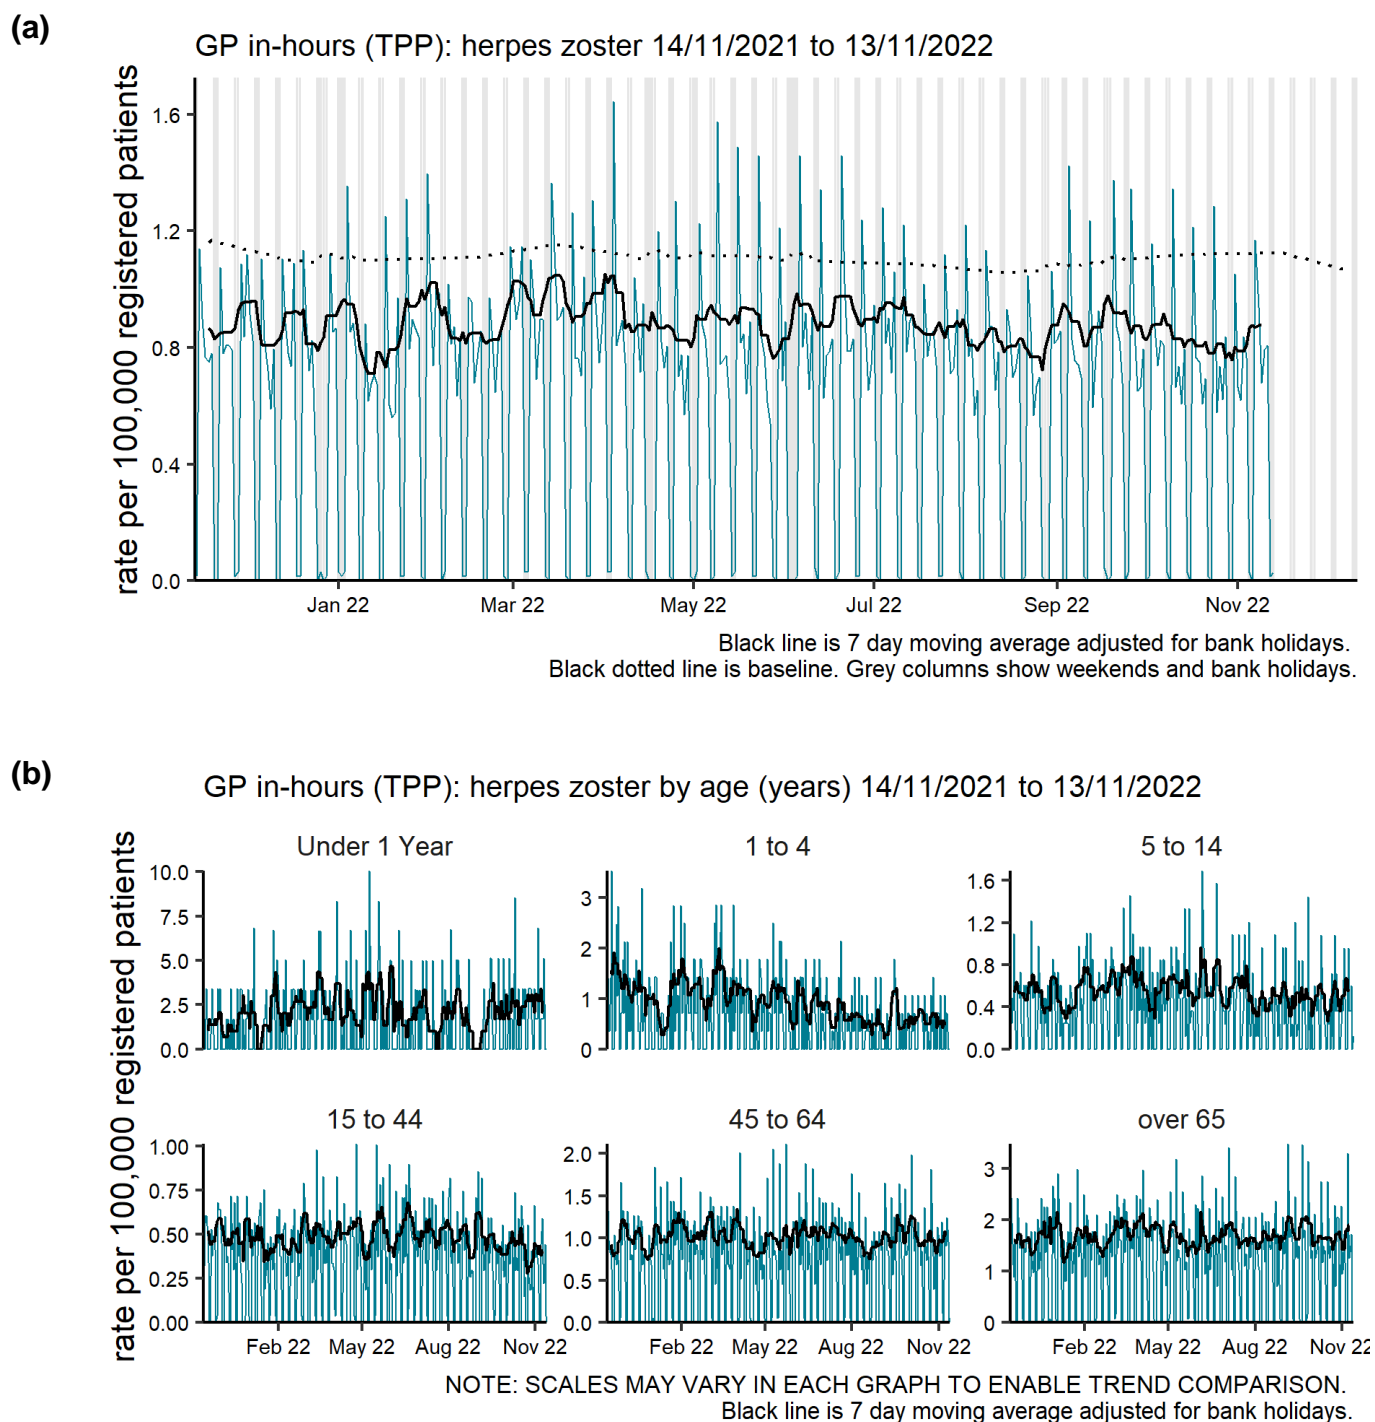 (a)
GP in-hours (TPP): herpes zoster 14/11/2021 to 13/11/2022
rate per 100,000 registered patients
1.6
1.2
0.8
0.4
0.0
Jan 22 Mar 22 May 22 Jul 22 Sep 22 Nov 22
Black line is 7 day moving average adjusted for bank holidays.
Black dotted line is baseline. Grey columns show weekends and bank holidays.
(b)
GP in-hours (TPP): herpes zoster by age (years) 14/11/2021 to 13/11/2022
rate per 100,000 registered patients
Under 1 Year
10.0
7.5
5.0
2.5
0.0
1 to 4
3
2
1
0
5 to 14
1.6
1.2
0.8
0.4
0.0
15 to 44
1.00
0.75
0.50
0.25
0.00
Feb 22 May 22 Aug 22 Nov 22
45 to 64
2.0
1.5
1.0
0.5
0.0
Feb 22 May 22 Aug 22 Nov 22
over 65
3
2
1
0
Feb 22 May 22 Aug 22 Nov 22
NOTE: SCALES MAY VARY IN EACH GRAPH TO ENABLE TREND COMPARISON.
Black line is 7 day moving average adjusted for bank holidays.